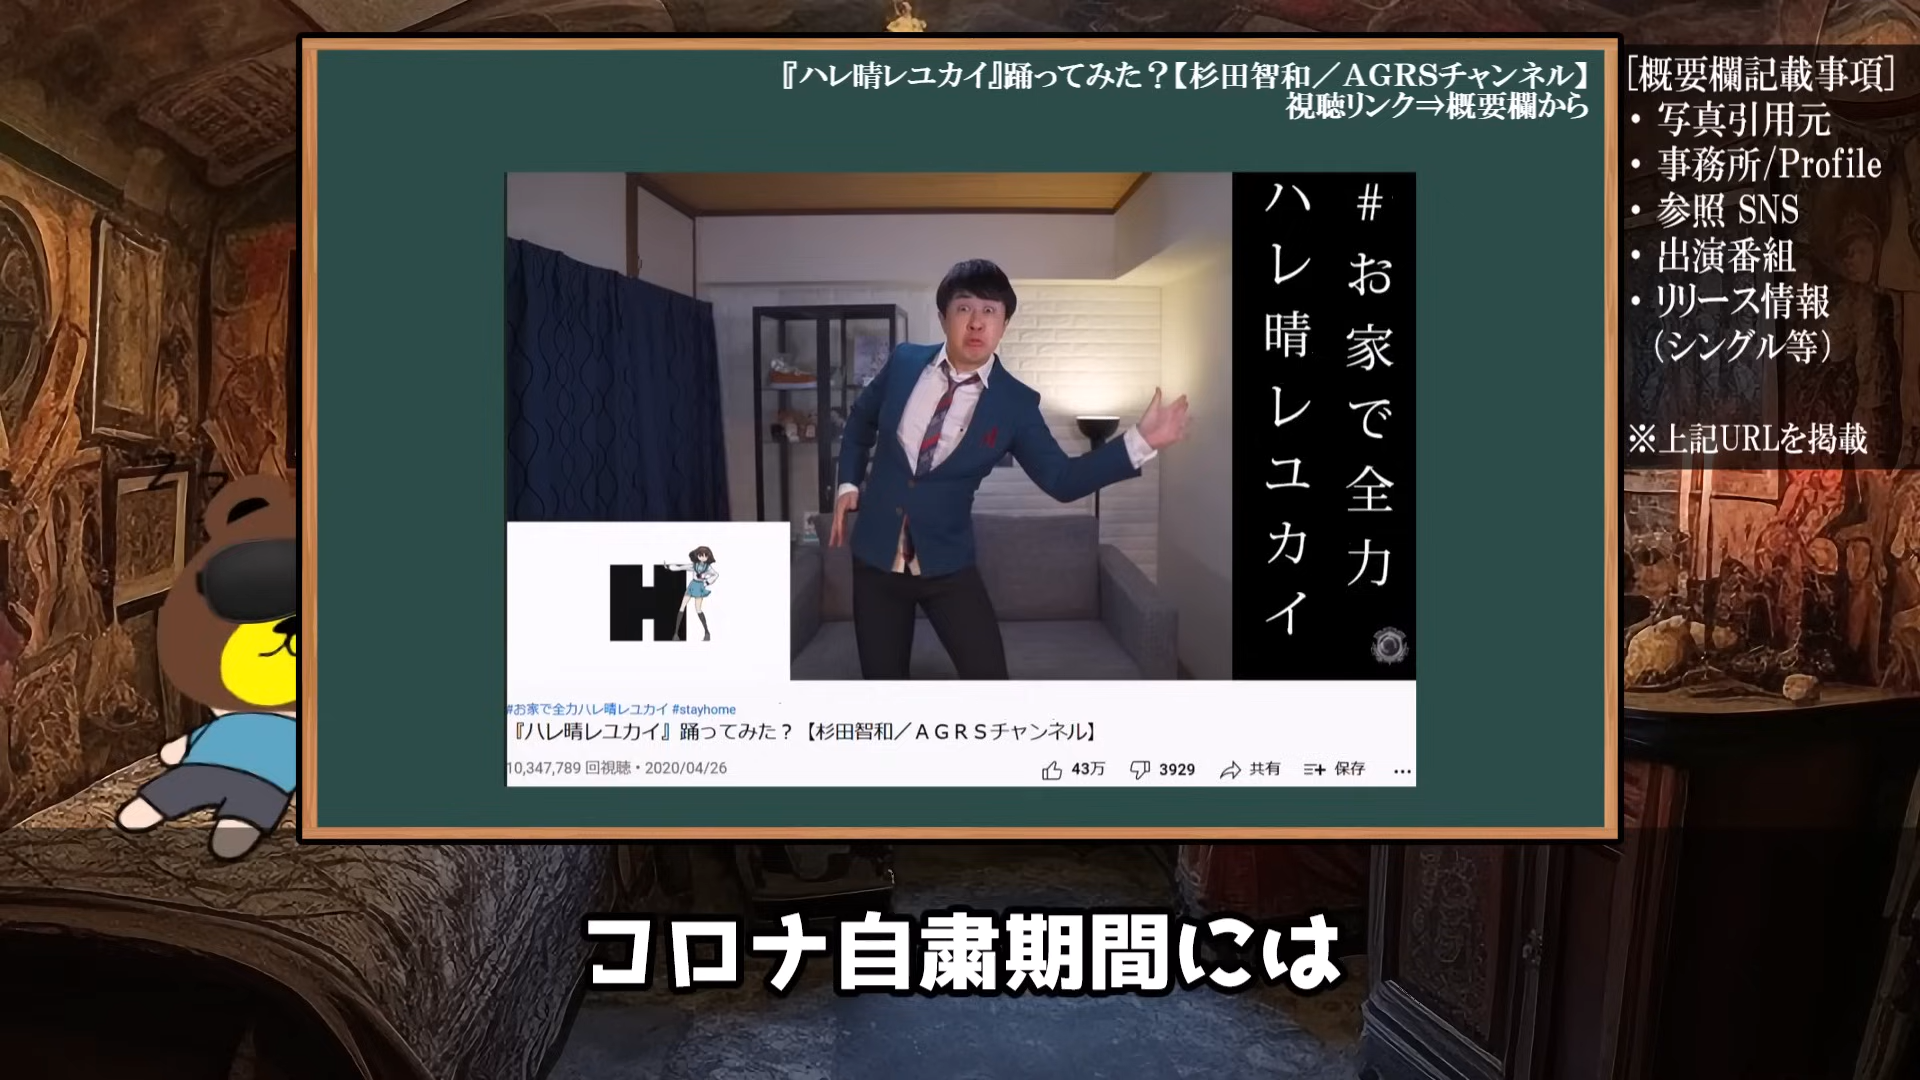 『ハレ晴レユカイ』踊ってみた？【杉田智和／ＡＧＲＳチャンネル】
視聴リンク⇒概要欄から
[概要欄記載事項]
・写真引用元
・事務所/Profile
・参照 SNS
・出演番組
・リリース情報
（シングル等）
※上記URLを掲載
#お家で全力
ハレ晴レユカイ
H
#お家で全力ハレ晴レユカイ #stayhome
『ハレ晴レユカイ』踊ってみた？【杉田智和／ＡＧＲＳチャンネル】
10,347,789 回視聴・2020/04/26
43万 3929 共有 保存 …
コロナ自粛期間には